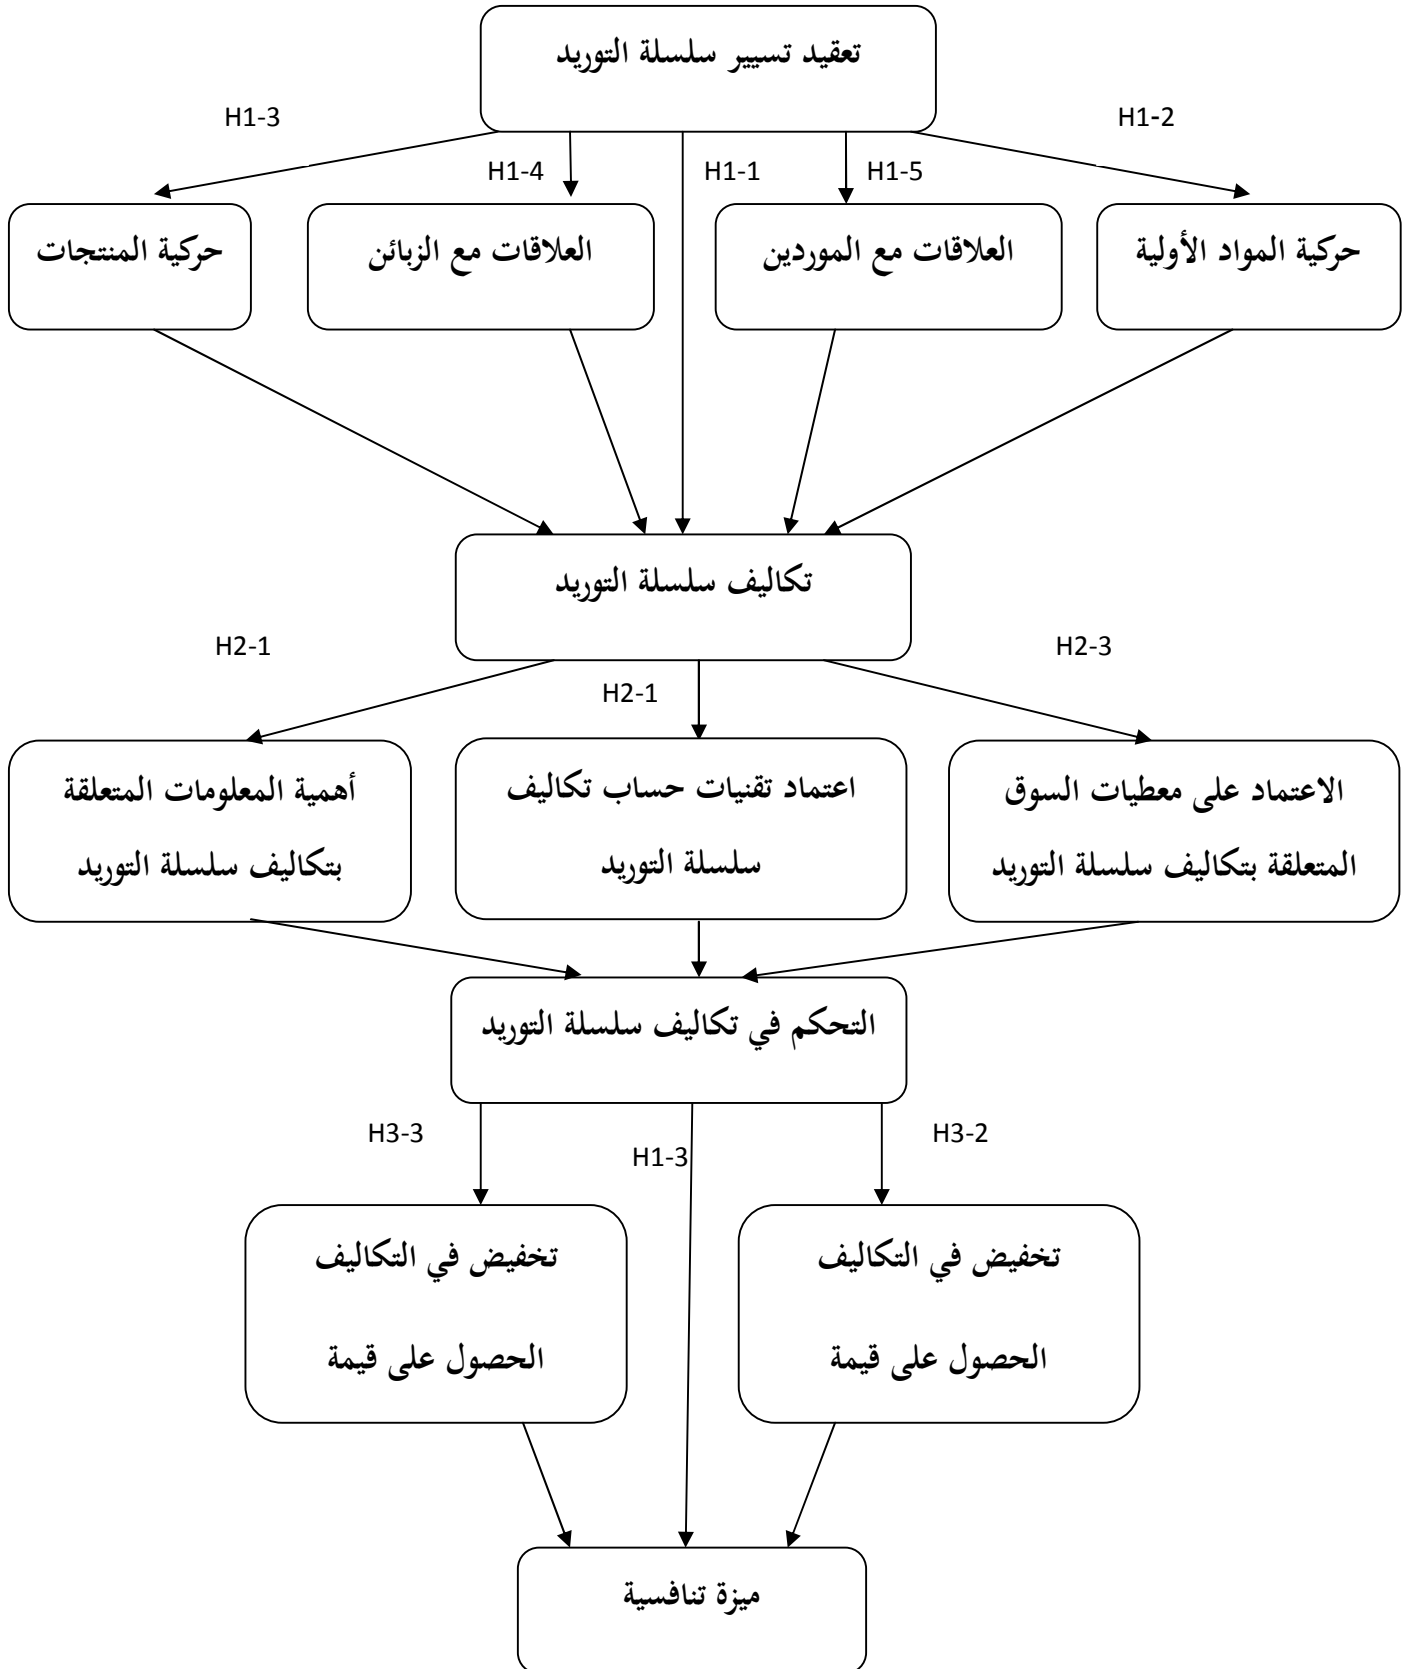 تعقيد تسيير سلسلة التوريد
H1-2
H1-3
H1-5
H1-1
H1-4
حركية المواد الأولية
العلاقات مع الموردين
العلاقات مع الزبائن
حركية المنتجات
تكاليف سلسلة التوريد
H2-3
H2-1
H2-1
الاعتماد على معطيات السوق
المتعلقة بتكاليف سلسلة التوريد
اعتماد تقنيات حساب تكاليف
سلسلة التوريد
أهمية المعلومات المتعلقة
بتكاليف سلسلة التوريد
التحكم في تكاليف سلسلة التوريد
H3-2
H1-3
H3-3
تخفيض في التكاليف
الحصول على قيمة
تخفيض في التكاليف
الحصول على قيمة
ميزة تنافسية